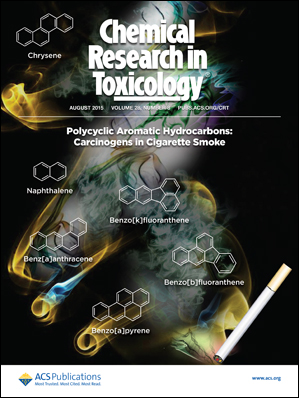 Chrysene
Chemical
Research in
Toxicology
AUGUST 2015 VOLUME 28, NUMBER 8 PUBS.ACS.ORG/CRT
Polycyclic Aromatic Hydrocarbons:
Carcinogens in Cigarette Smoke
Naphthalene
Benzo[k]fluoranthene
Benz[a]anthracene
Benzo[b]fluoranthene
Benzo[a]pyrene
ACS Publications
Most Trusted. Most Cited. Most Read.
www.acs.org